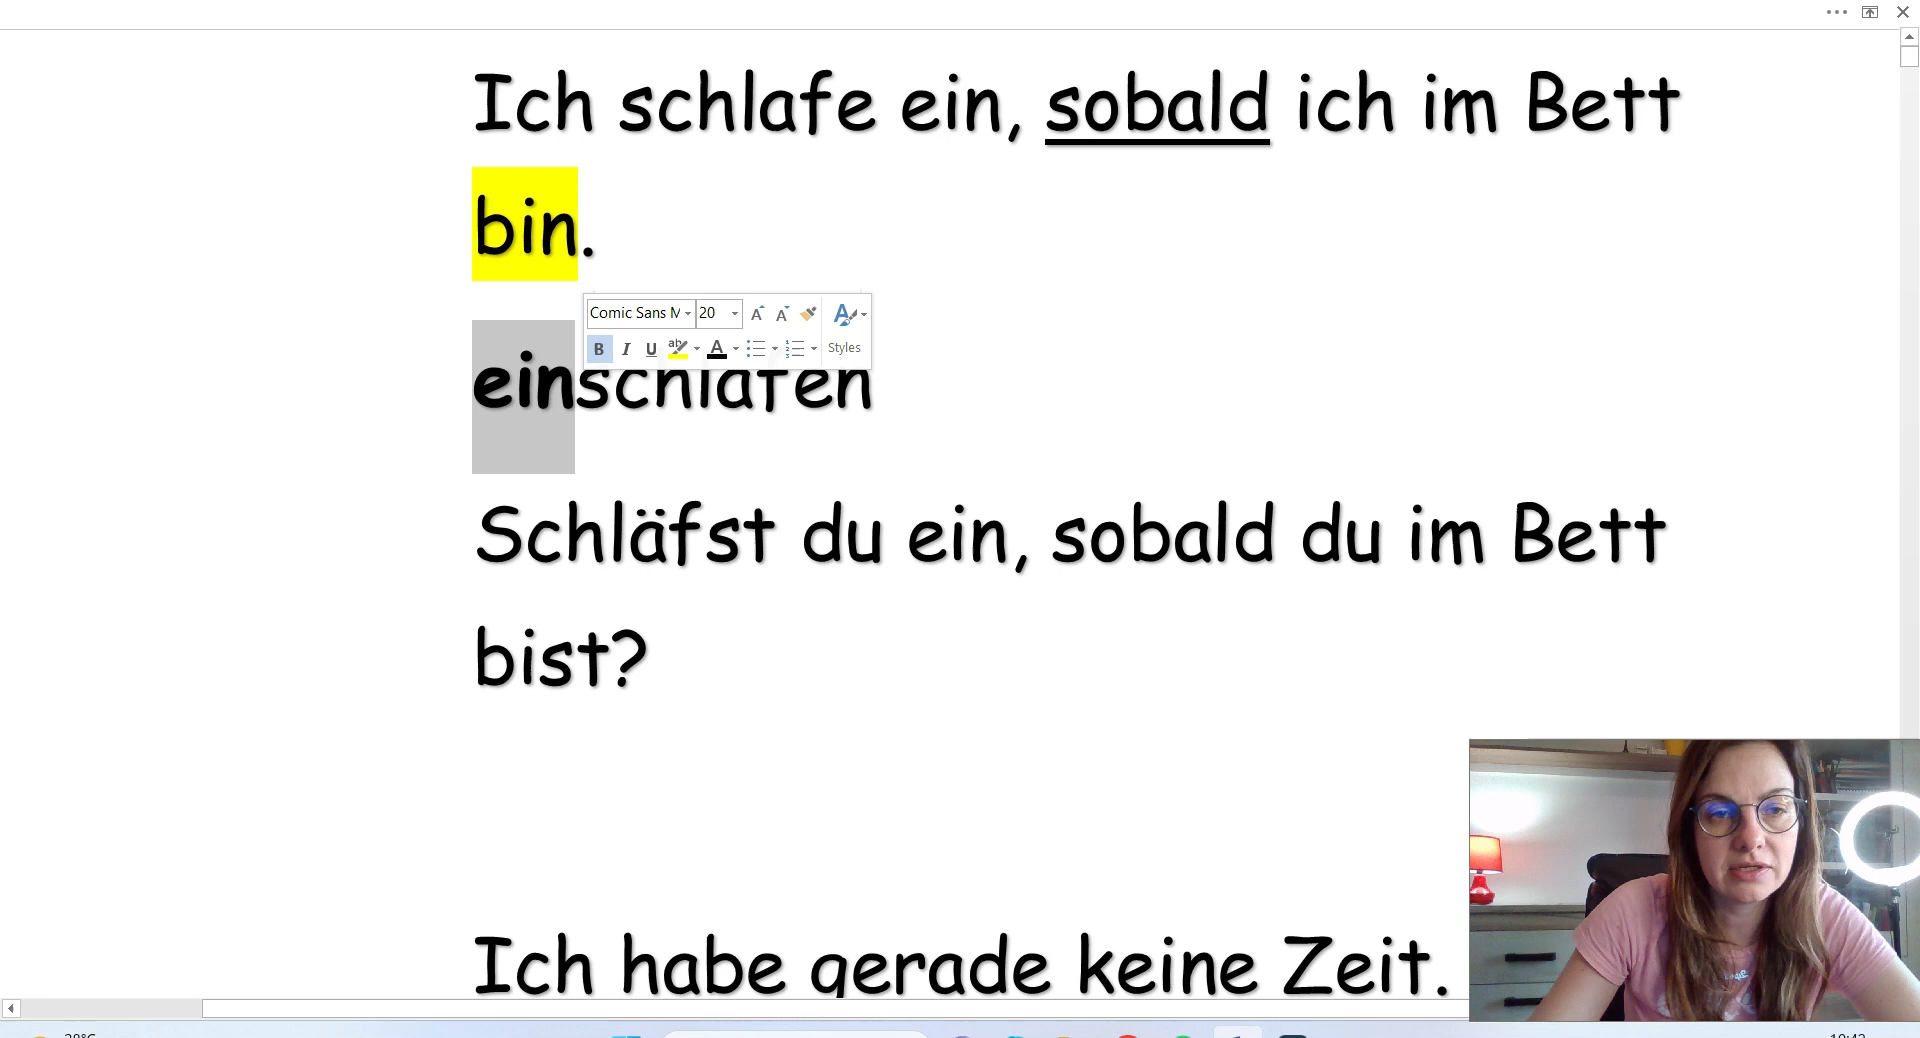 Ich schlafe ein, sobald ich im Bett
bin.
Comic Sans M 20
Styles
einschlafen
Schläfst du ein, sobald du im Bett
bist?
Ich habe gerade keine Zeit.